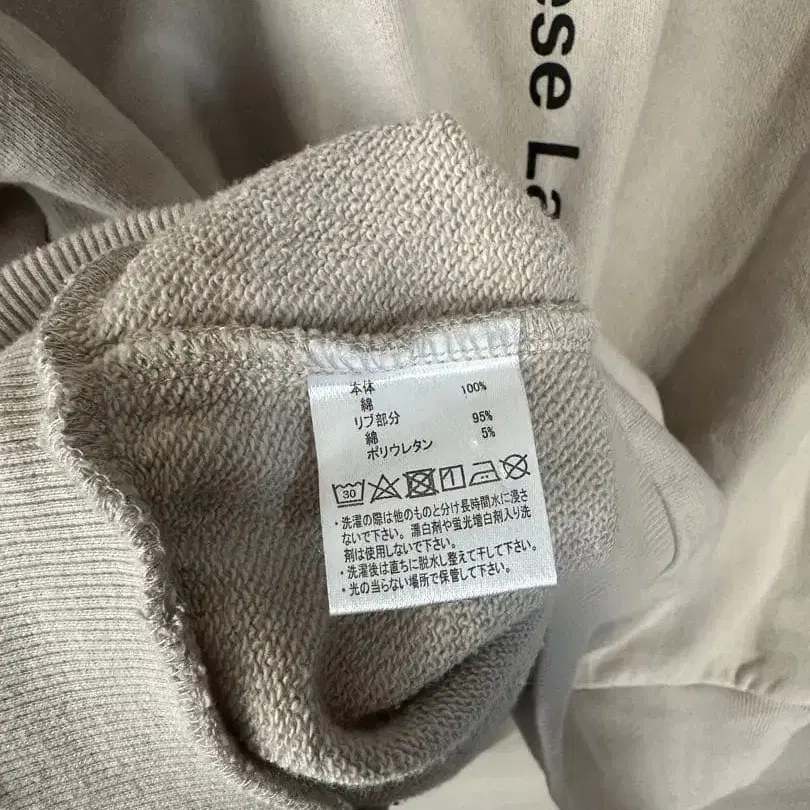 ese La
本体
綿 100%
リブ部分
綿 95%
ポリウレタン 5%
30
・洗濯の際は他のものと分け長時間水に浸さ
ないで下さい。漂白剤や蛍光増白剤入り洗
剤は使用しないで下さい。
・洗濯後は直ちに脱水し整えて干して下さい。
・光の当らない場所で保管して下さい。